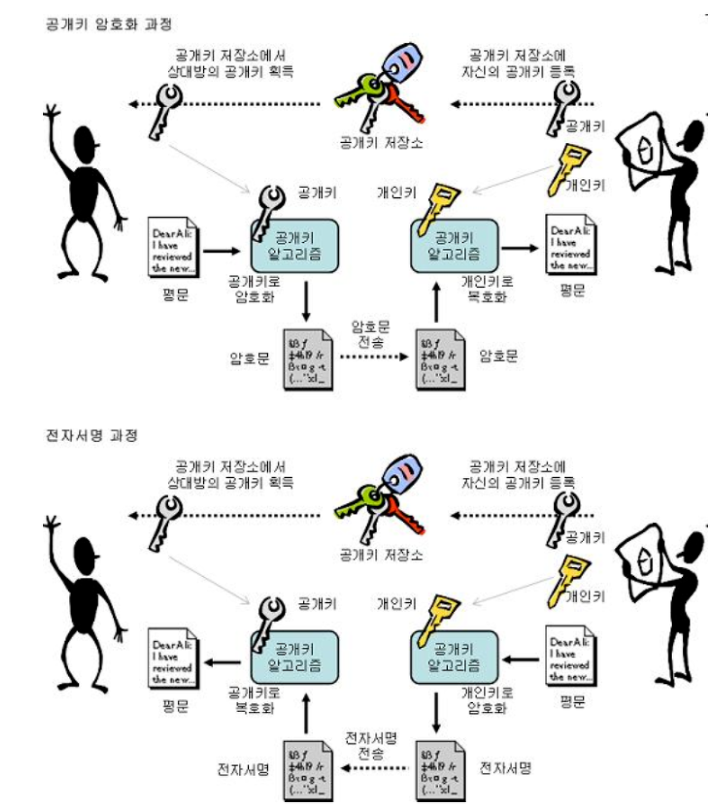 공개키 암호화 과정
공개키 저장소에서
상대방의 공개키 획득
공개키 저장소에
자신의 공개키 등록
공개키
공개키 저장소
개인키
공개키
개인키
DearAli:
I have
reviewed
the new...
평문
공개키
알고리즘
공개키로
암호화
공개키
알고리즘
개인키로
복호화
DearAli:
I have
reviewed
the new...
평문
암호문
암호문
전송
암호문
전자서명 과정
공개키 저장소에서
상대방의 공개키 획득
공개키 저장소에
자신의 공개키 등록
공개키
공개키 저장소
개인키
공개키
개인키
DearAli:
I have
reviewed
the new...
평문
공개키
알고리즘
공개키로
복호화
공개키
알고리즘
개인키로
암호화
DearAli:
I have
reviewed
the new...
평문
전자서명
전자서명
전송
전자서명